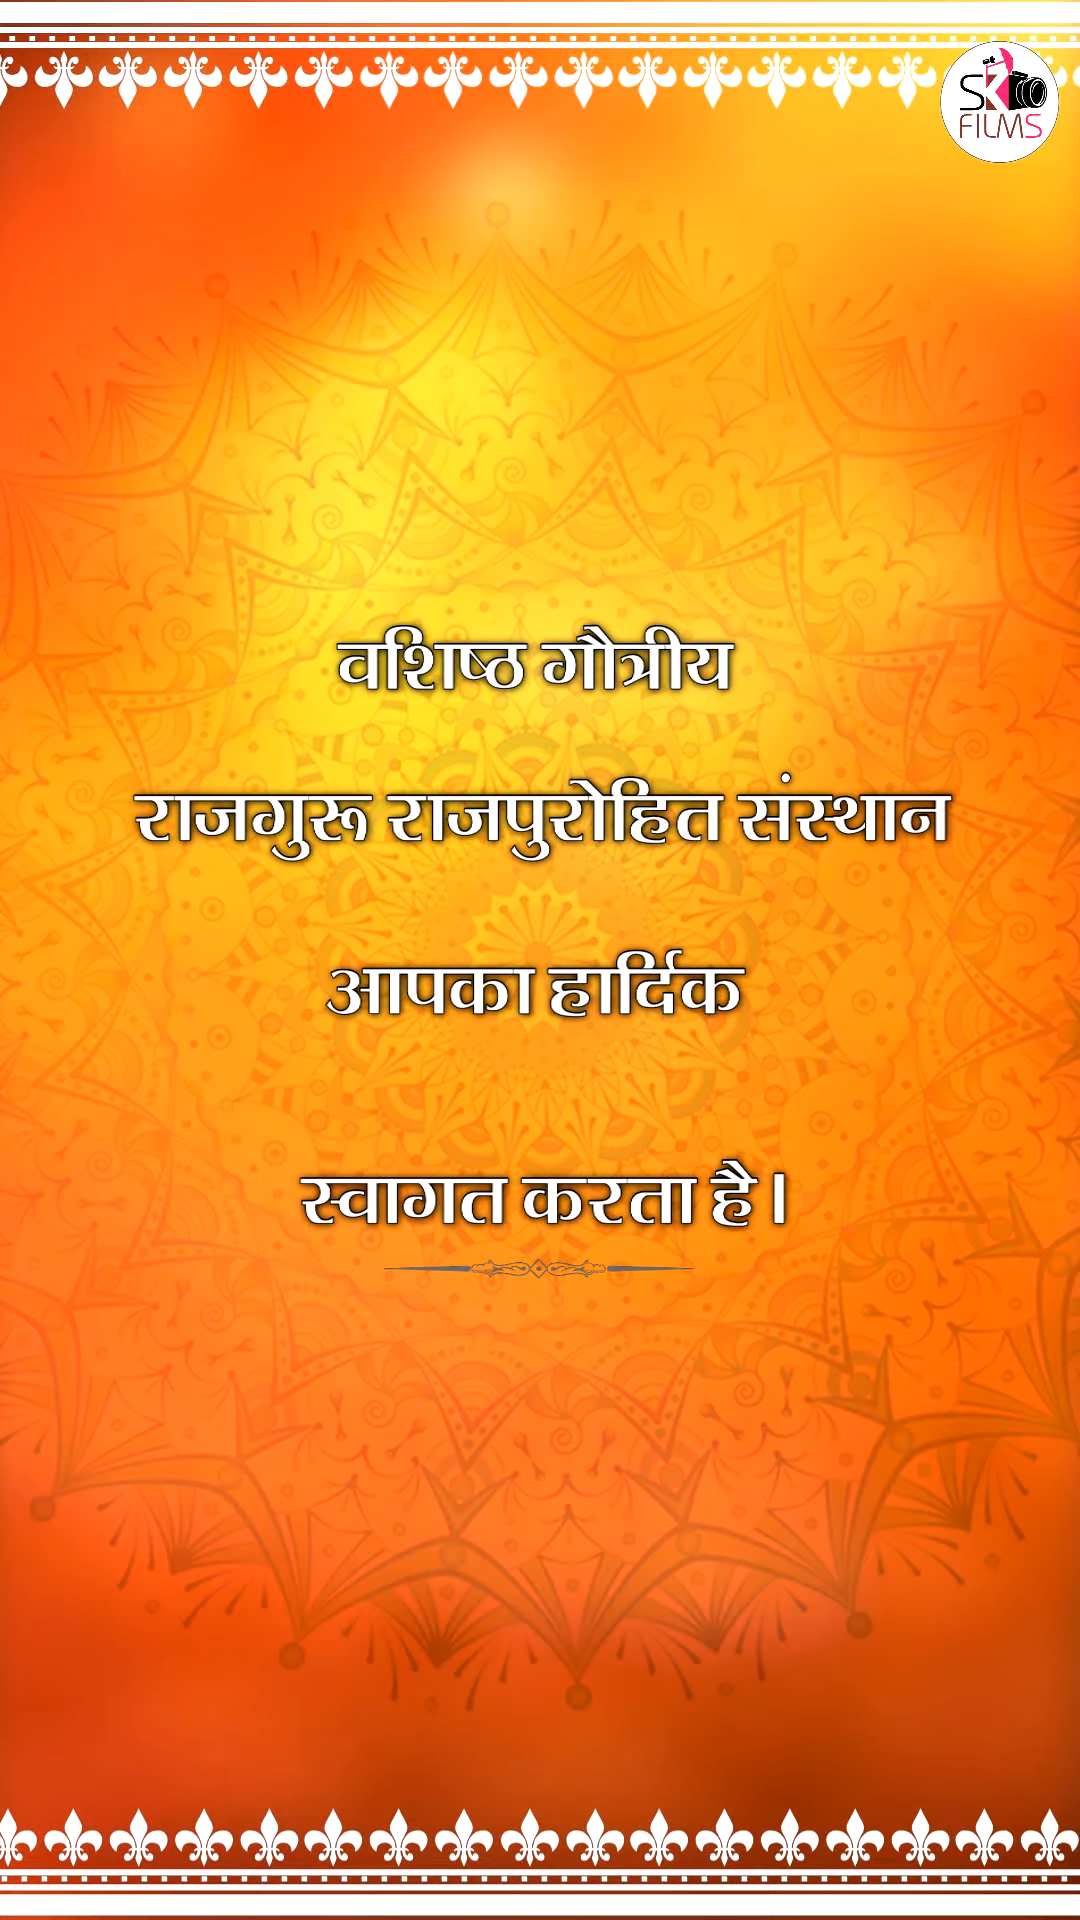 SK
FILMS
वशिष्ठ गौत्रीय
राजगुरू राजपुरोहित संस्थान
आपका हार्दिक
स्वागत करता है।